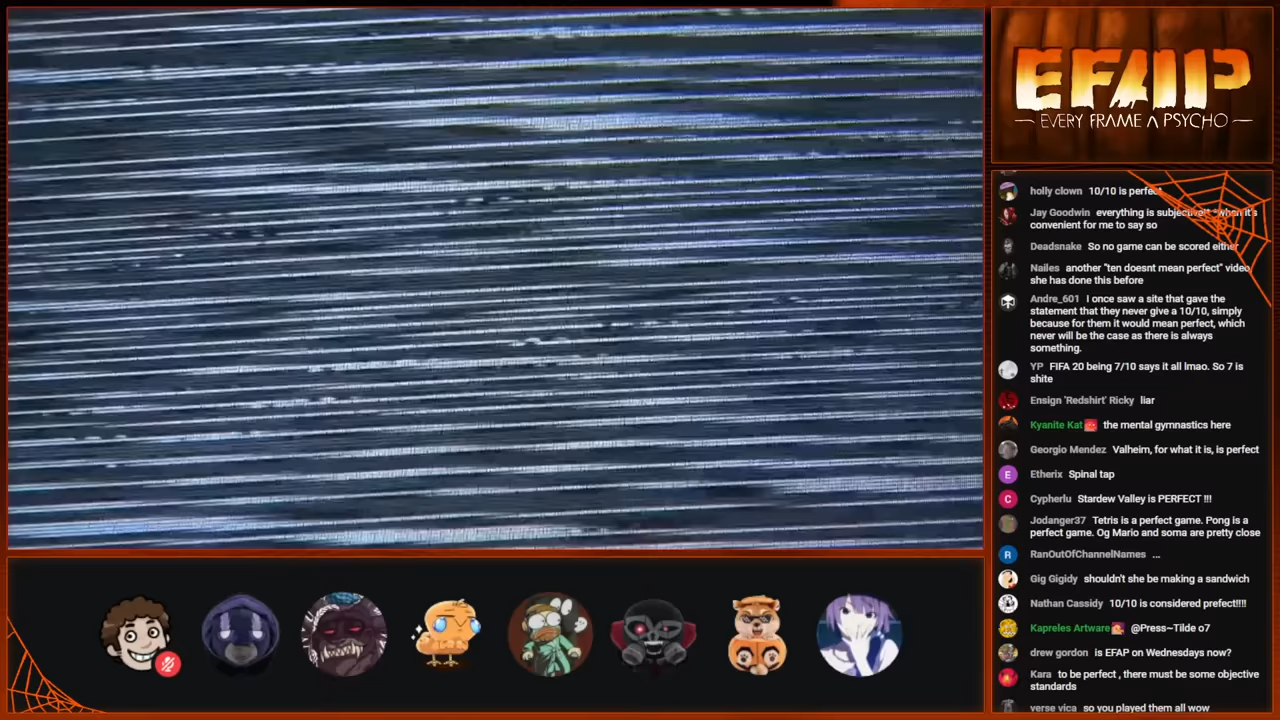 EFAIP
EVERY FRAME A PSYCHO
holly clown 10/10 is perfect
Jay Goodwin everything is subjective!! *when it's
convenient for me to say so
Deadsnake So no game can be scored either
Nailes another "ten doesnt mean perfect" video,
she has done this before
Andre_601 I once saw a site that gave the
statement that they never give a 10/10, simply
because for them it would mean perfect, which
never will be the case as there is always
something.
YP FIFA 20 being 7/10 says it all lmao. So 7 is
shite
Ensign 'Redshirt' Ricky liar
Kyanite Kat the mental gymnastics here
Georgio Mendez Valheim, for what it is, is perfect
E Etherix Spinal tap
C Cypherlu Stardew Valley is PERFECT !!!
Jodanger37 Tetris is a perfect game. Pong is a
perfect game. Og Mario and soma are pretty close
R RanOutOfChannelNames ...
Gig Gigidy shouldn't she be making a sandwich
Nathan Cassidy 10/10 is considered prefect!!!!
Kapreles Artware @Press~Tilde o7
drew gordon is EFAP on Wednesdays now?
Kara to be perfect , there must be some objective
standards
verse vica so you played them all wow